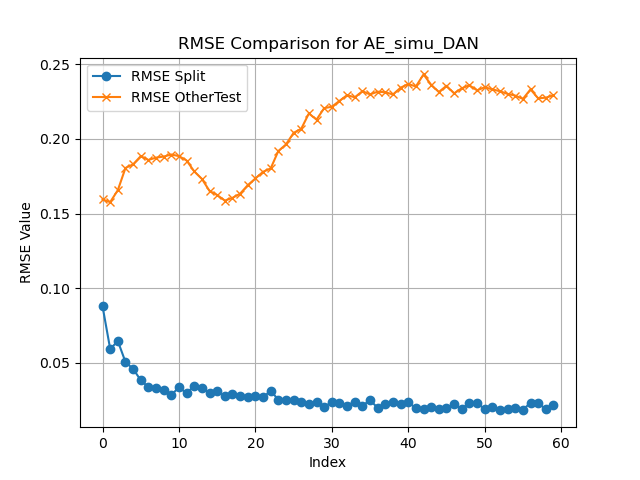 RMSE Comparison for AE_simu_DAN
RMSE Split
RMSE OtherTest
RMSE Value
0.25
0.20
0.15
0.10
0.05
0 10 20 30 40 50 60
Index